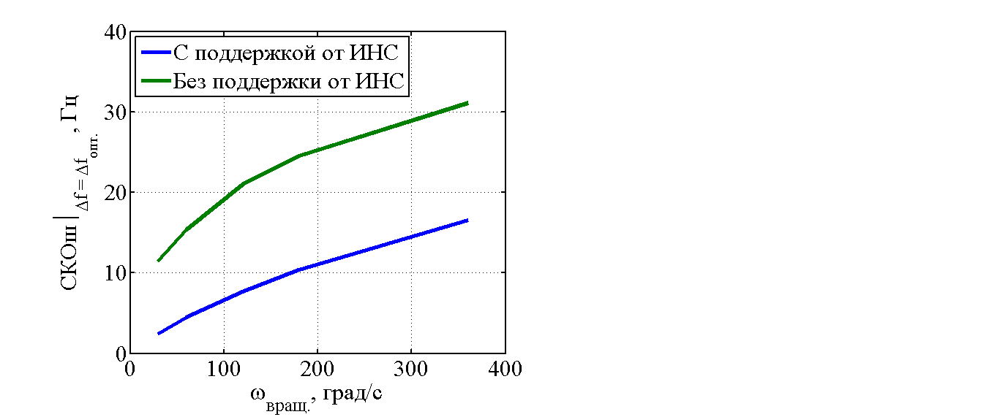 40
С поддержкой от ИНС
Без поддержки от ИНС
30
20
10
0
0 100 200 300 400
ωвращ., град/с
СКОш|Δf = Δfопт. , Гц